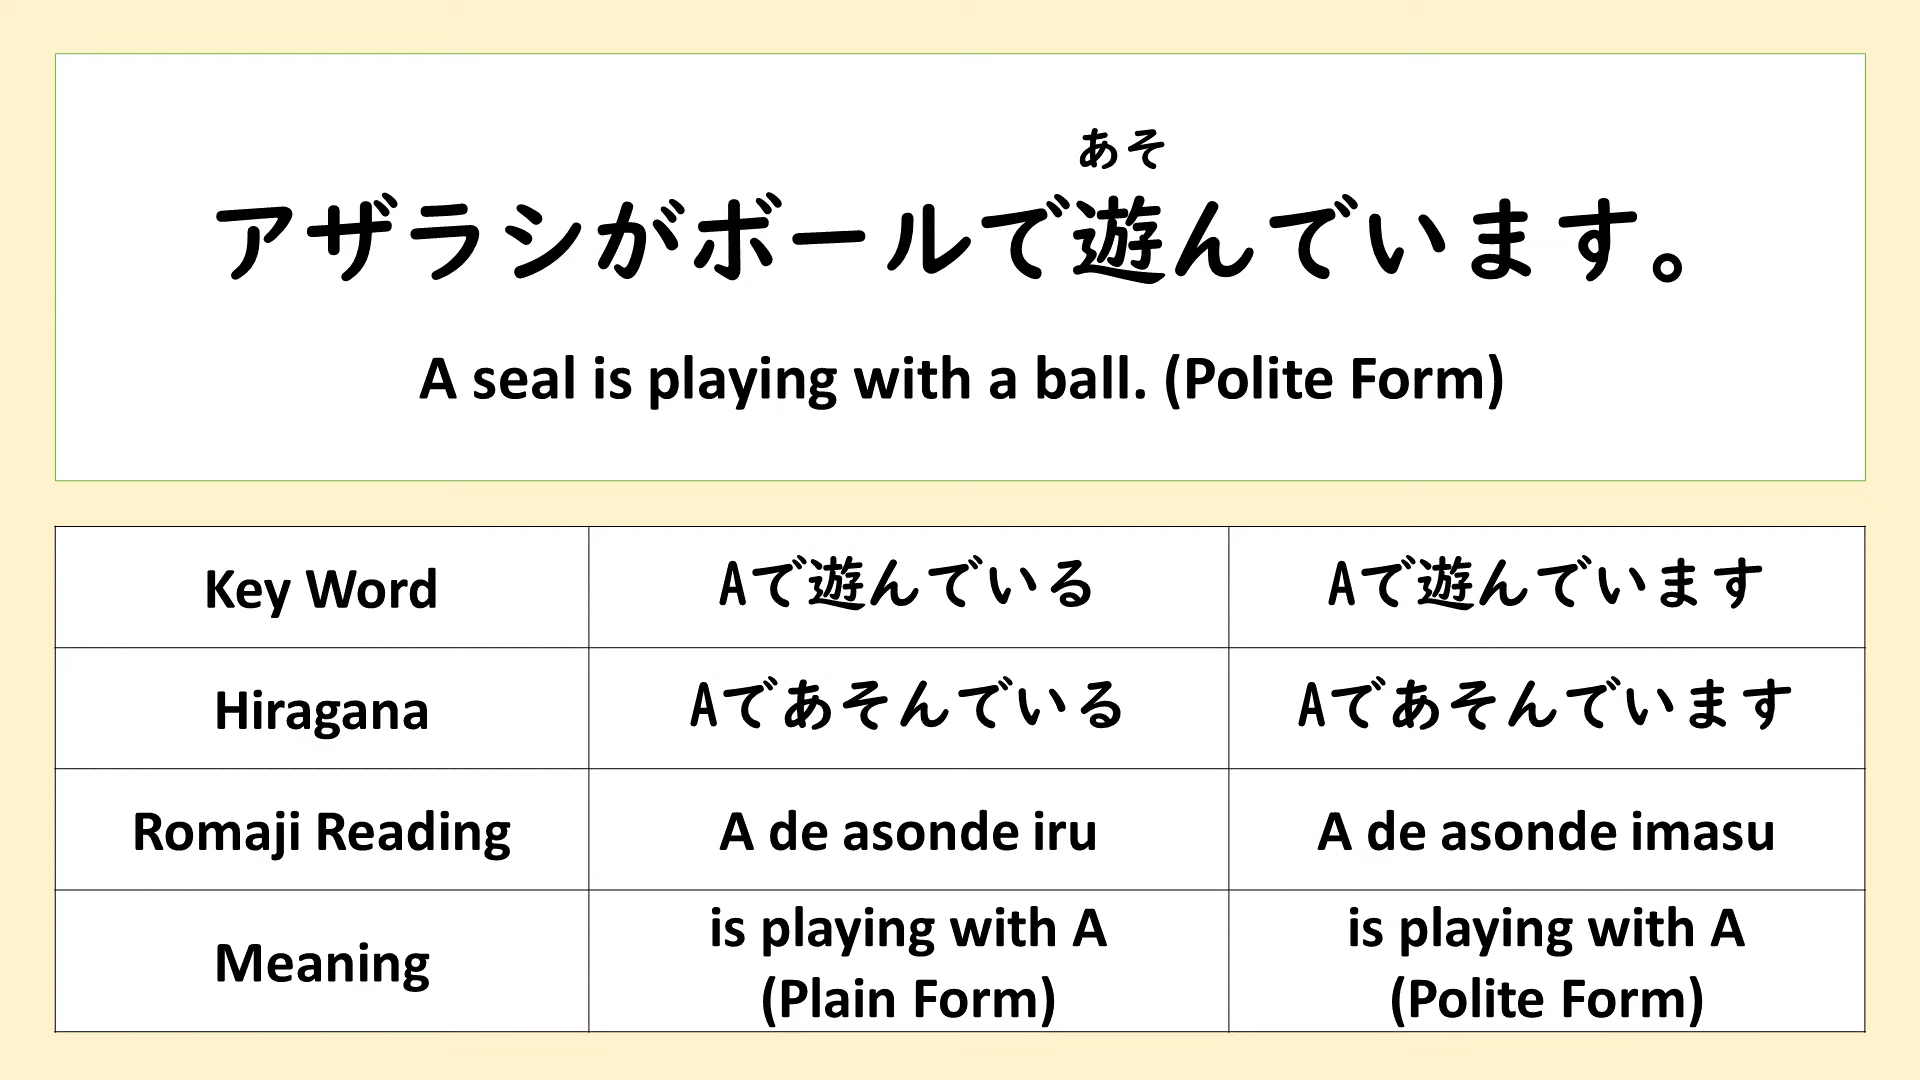 あそ
アザラシがボールで遊んでいます。
A seal is playing with a ball. (Polite Form)
Key Word
Aで遊んでいる
Aで遊んでいます
Hiragana
Aであそんでいる
Aであそんでいます
Romaji Reading
A de asonde iru
A de asonde imasu
Meaning
is playing with A
(Plain Form)
is playing with A
(Polite Form)